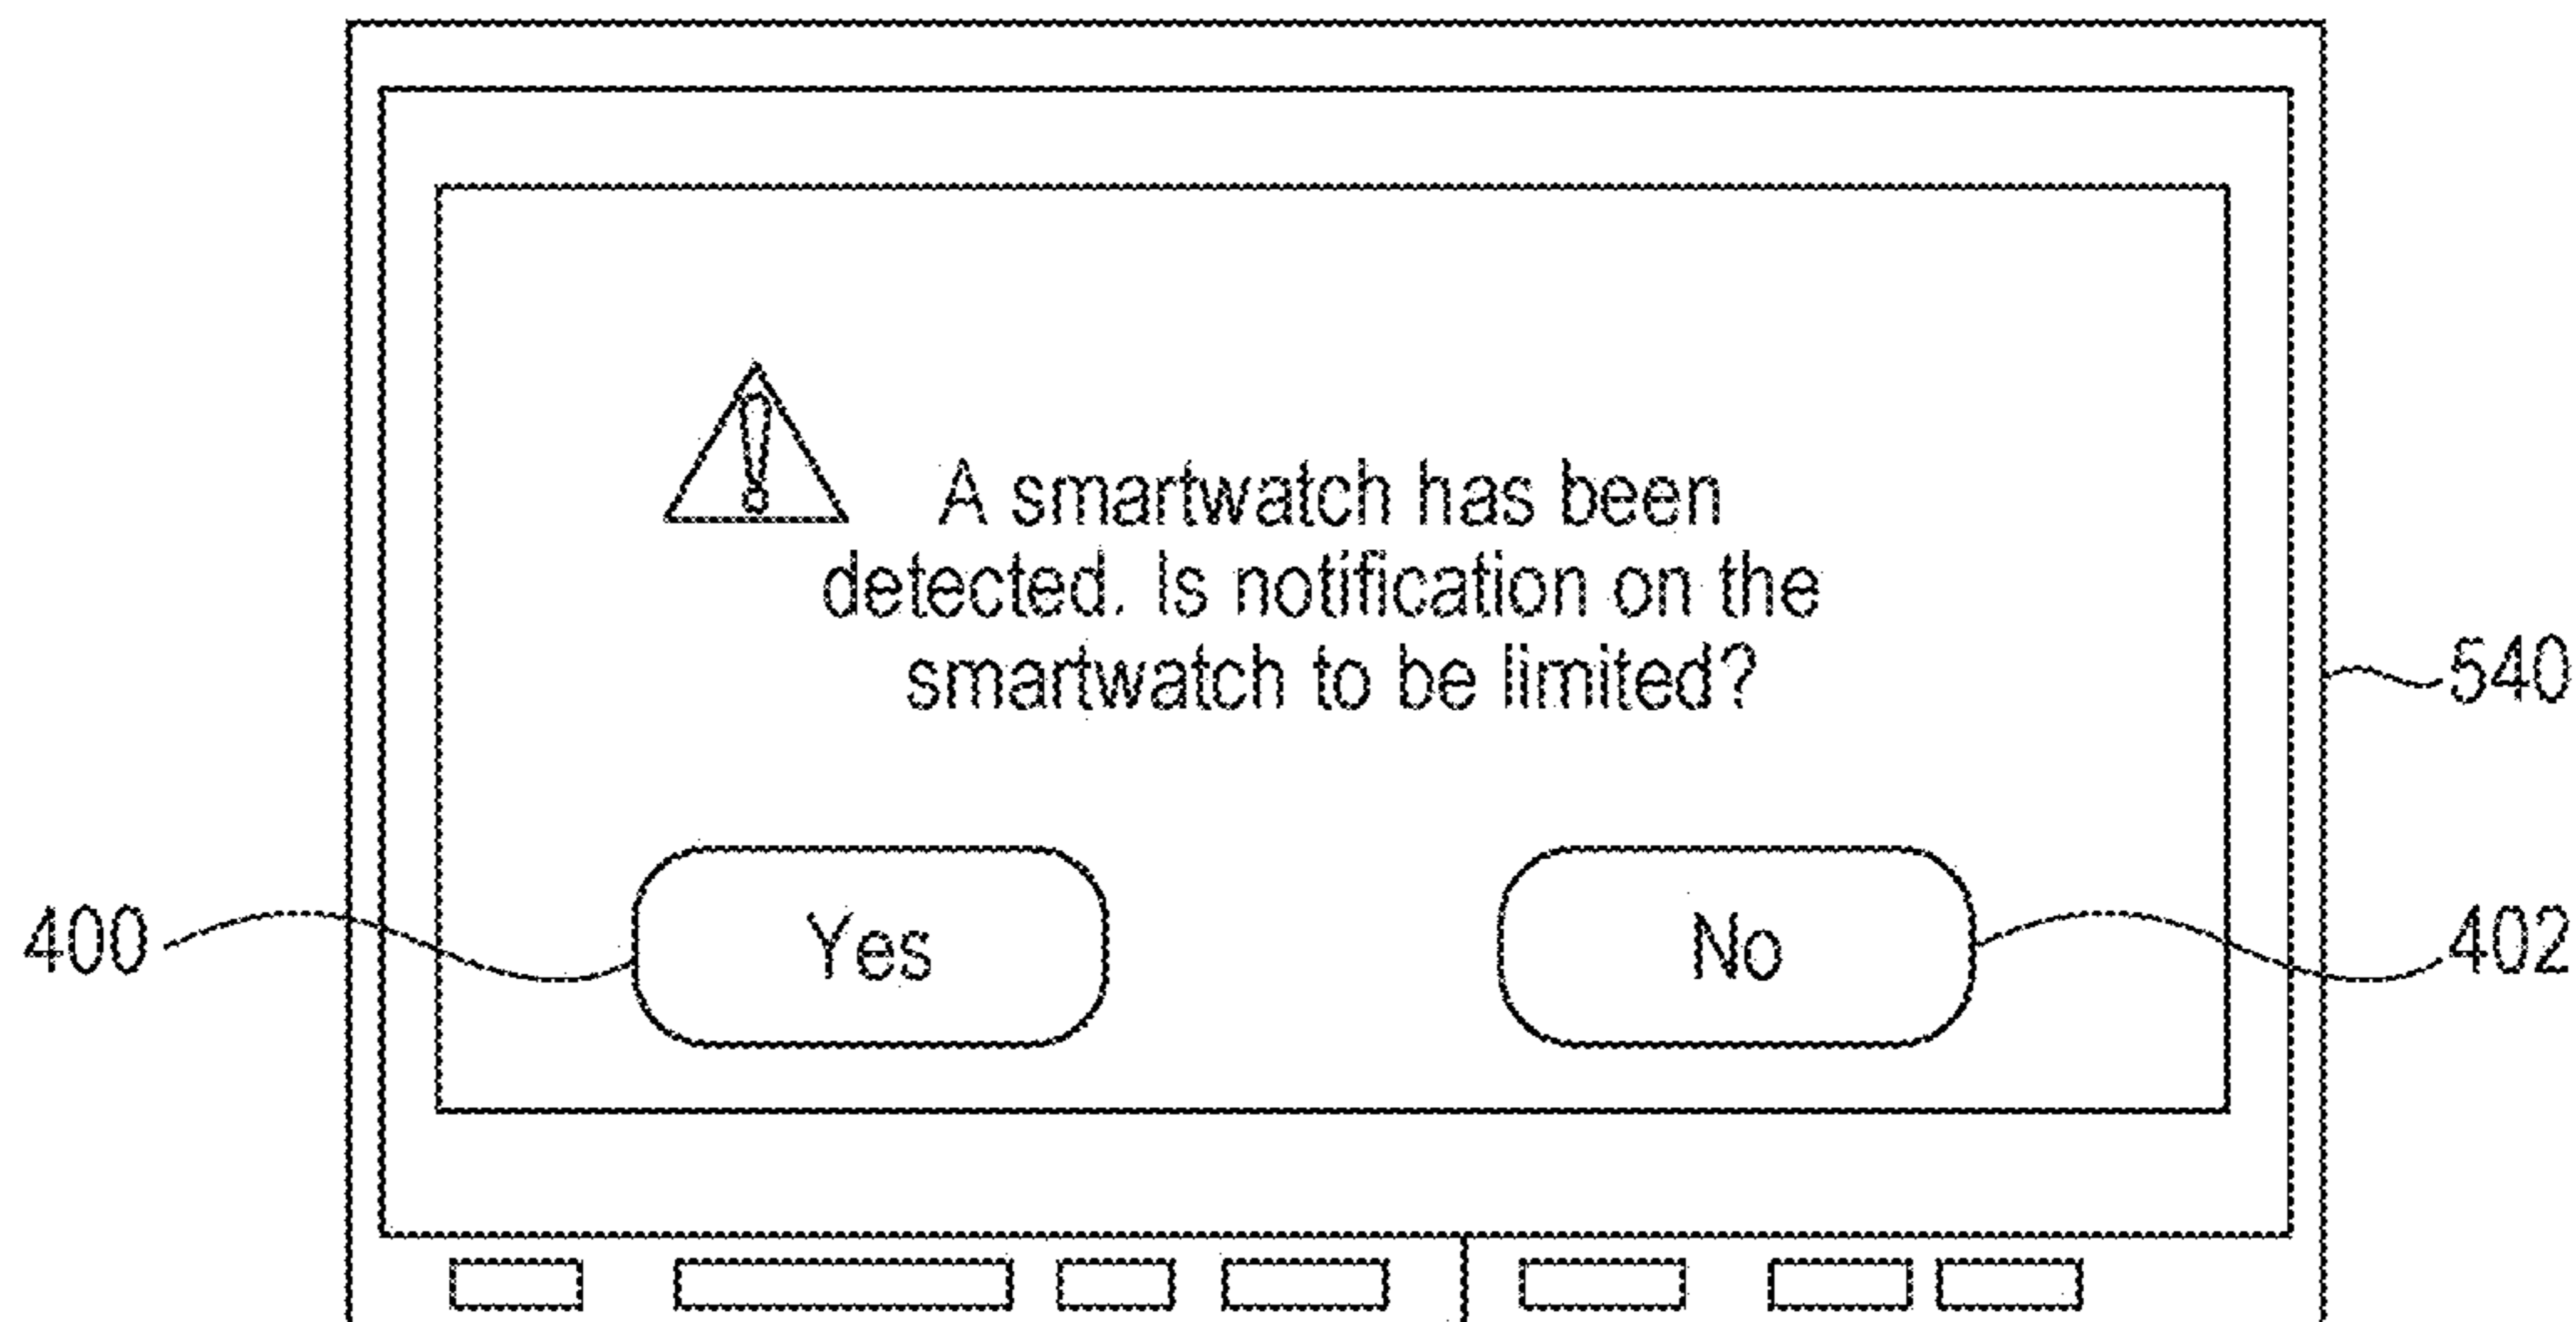 A smartwatch has been
detected. Is notification on the
smartwatch to be limited?
540
400
Yes
No
402